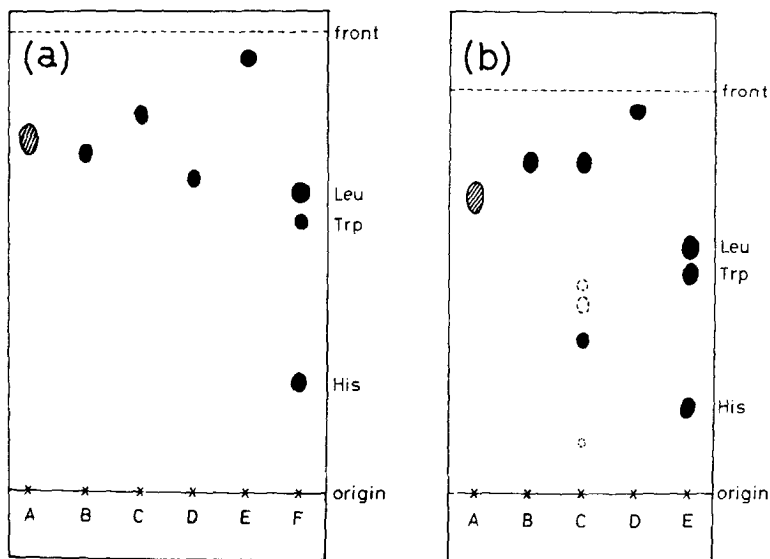 (a)
front
Leu
Trp
His
origin
A B C D E F
(b)
front
Leu
Trp
His
origin
A B C D E